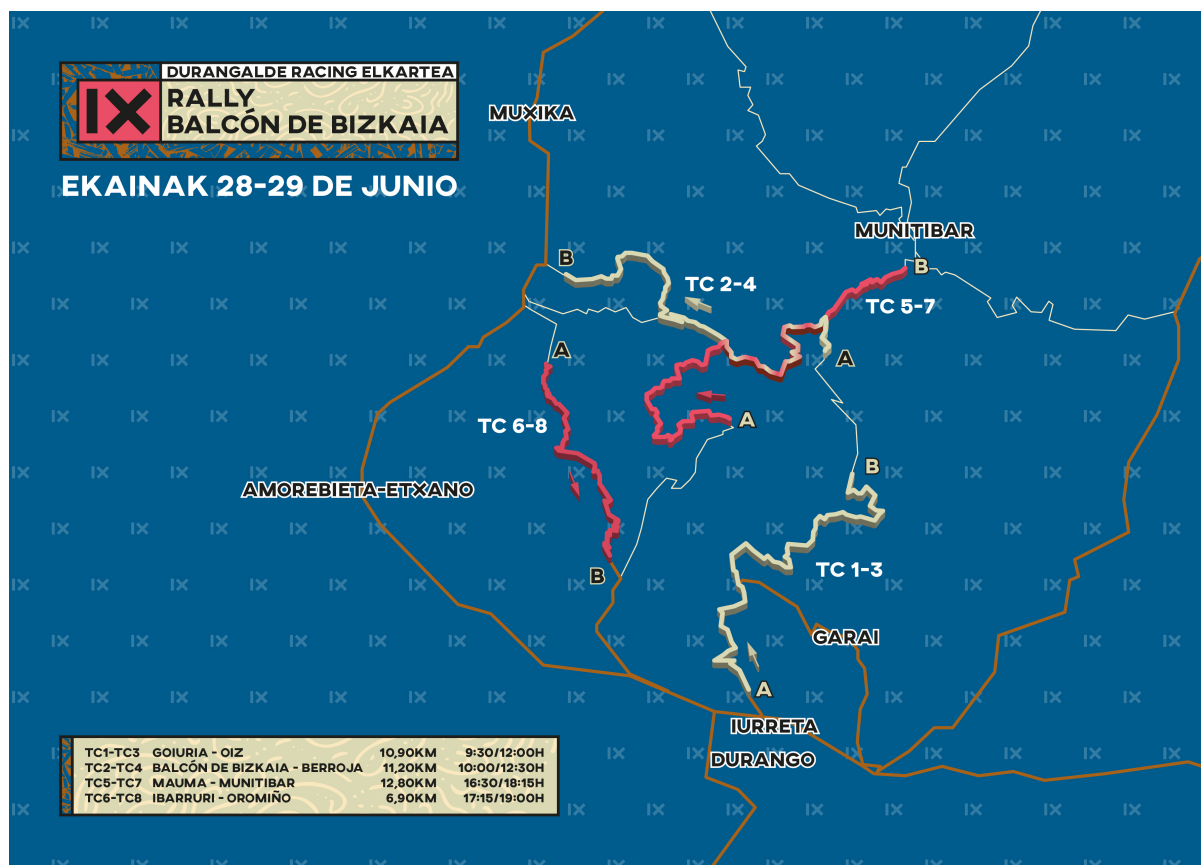 DURANGALDE RACING ELKARTEA
IX
RALLY
BALCÓN DE BIZKAIA
EKAINAK 28-29 DE JUNIO
MUXIKA
MUNITIBAR
B
B
TC 2-4
TC 5-7
A
A
A
TC 6-8
B
AMOREBIETA-ETXANO
TC 1-3
B
GARAI
A
IURRETA
DURANGO
TC1-TC3 GOIURIA - OIZ 10,90KM 9:30/12:00H
TC2-TC4 BALCÓN DE BIZKAIA - BERROJA 11,20KM 10:00/12:30H
TC5-TC7 MAUMA - MUNITIBAR 12,80KM 16:30/18:15H
TC6-TC8 IBARRURI - OROMIÑO 6,90KM 17:15/19:00H